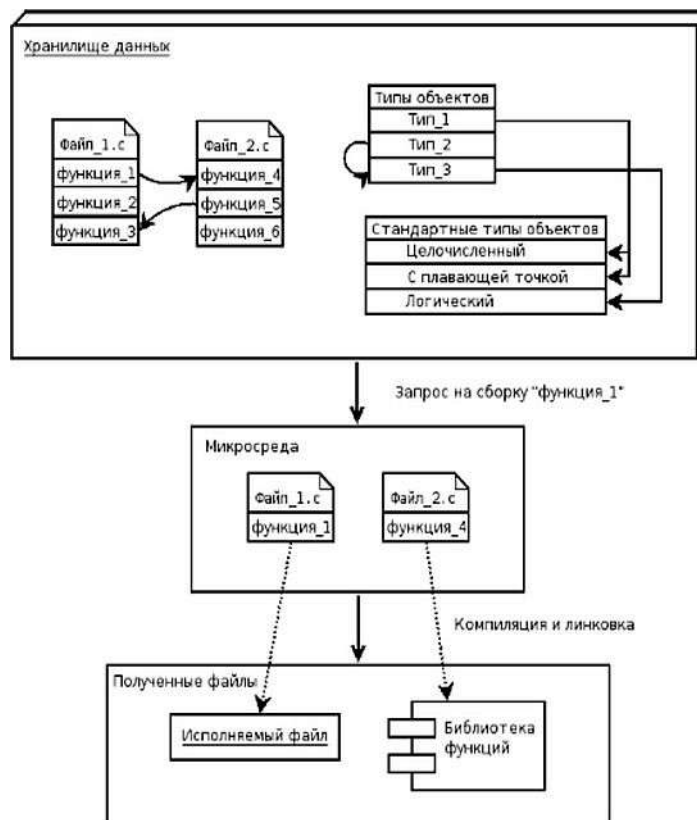 Хранилище данных
Файл_1.c
функция_1
функция_2
функция_3
Файл_2.c
функция_4
функция_5
функция_6
Типы объектов
Тип_1
Тип_2
Тип_3
Стандартные типы объектов
Целочисленный
С плавающей точкой
Логический
Запрос на сборку "функция_1"
Микросреда
Файл_1.c
функция_1
Файл_2.c
функция_4
Компиляция и линковка
Полученные файлы
Исполняемый файл
Библиотека
функций